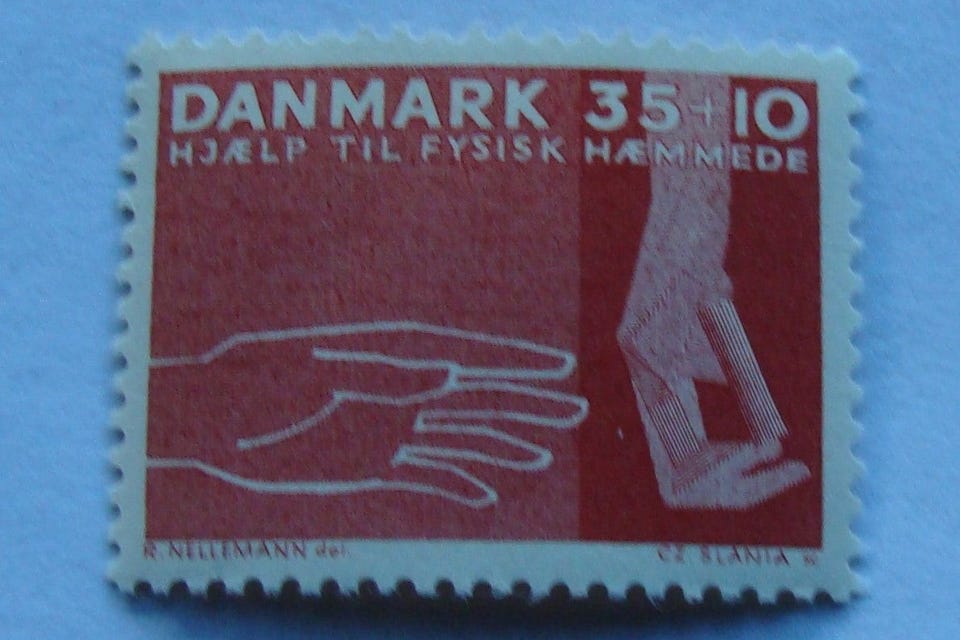 DANMARK 35+10
HJÆLP TIL FYSISK HÆMMEDE
R. NELLEMANN del. CZ. SLANIA sc